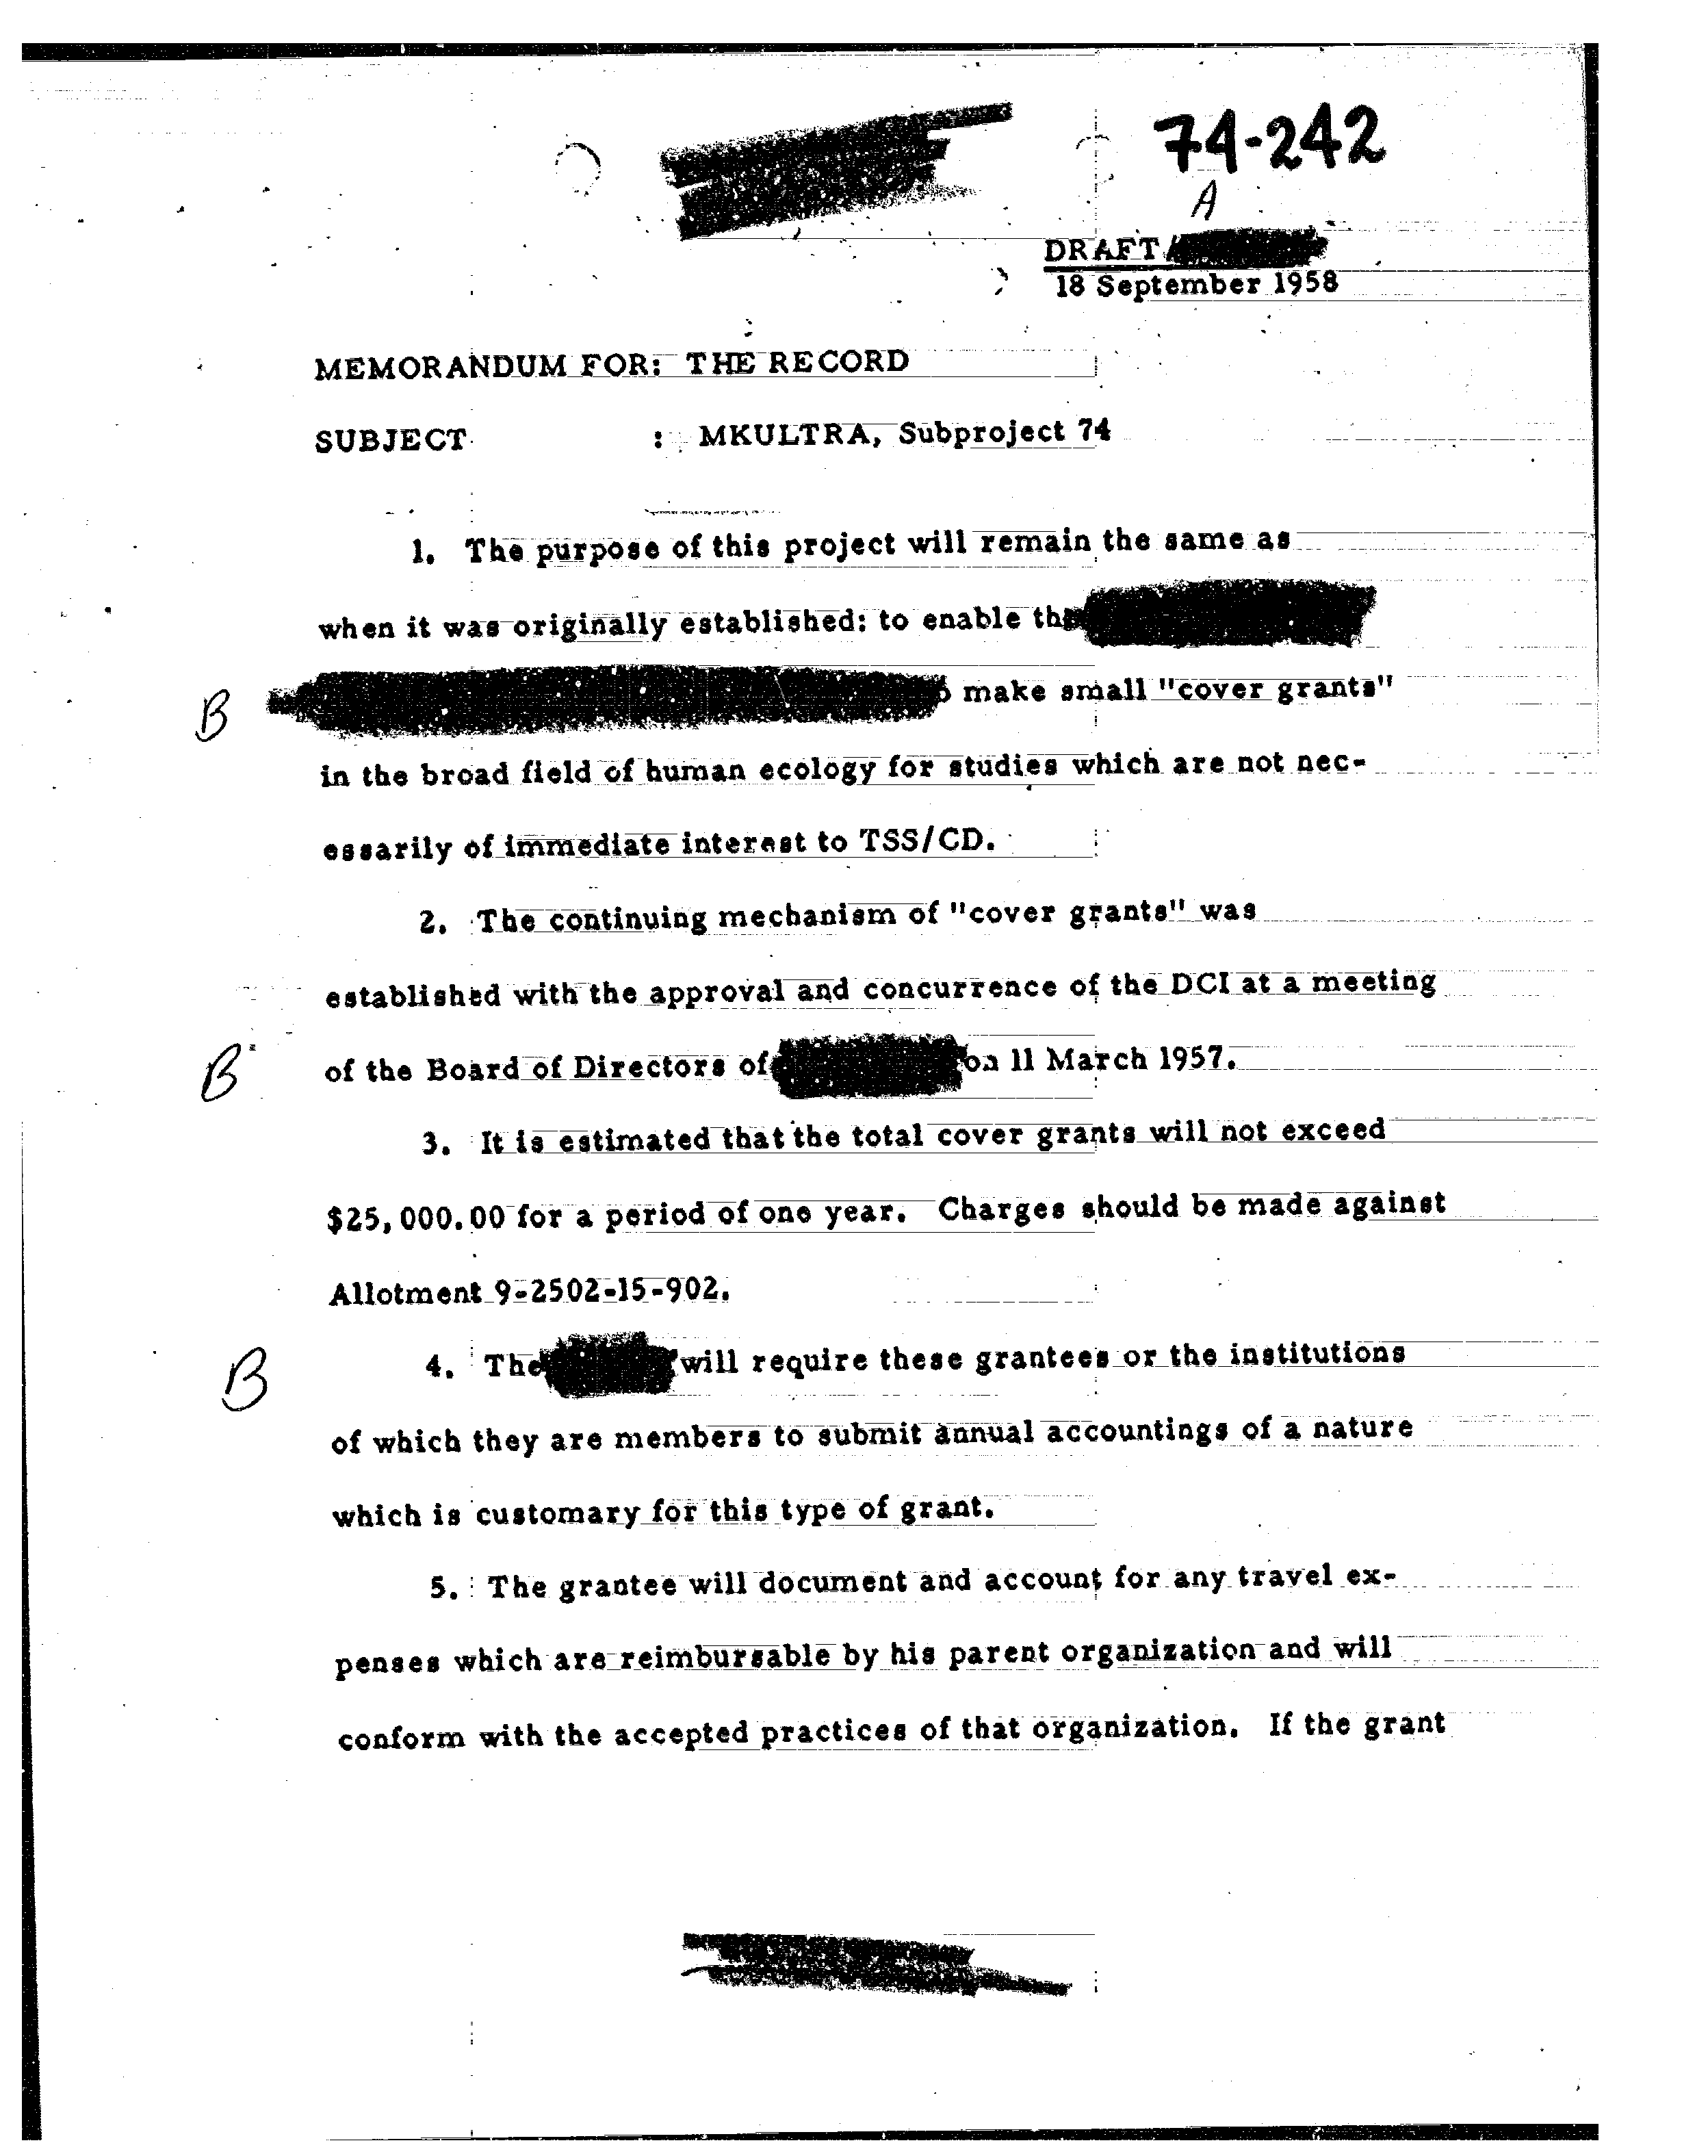 74-242
A
DRAFT
18 September 1958
MEMORANDUM FOR: THE RECORD
SUBJECT : MKULTRA, Subproject 74
1. The purpose of this project will remain the same as
when it was originally established: to enable the
B make small "cover grants"
in the broad field of human ecology for studies which are not nec-
essarily of immediate interest to TSS/CD.
2. The continuing mechanism of "cover grants" was
established with the approval and concurrence of the DCI at a meeting
B of the Board of Directors of on 11 March 1957.
3. It is estimated that the total cover grants will not exceed
$25,000.00 for a period of one year. Charges should be made against
Allotment 9-2502-15-902.
B 4. The will require these grantees or the institutions
of which they are members to submit annual accountings of a nature
which is customary for this type of grant.
5. The grantee will document and account for any travel ex-
penses which are reimbursable by his parent organization and will
conform with the accepted practices of that organization. If the grant